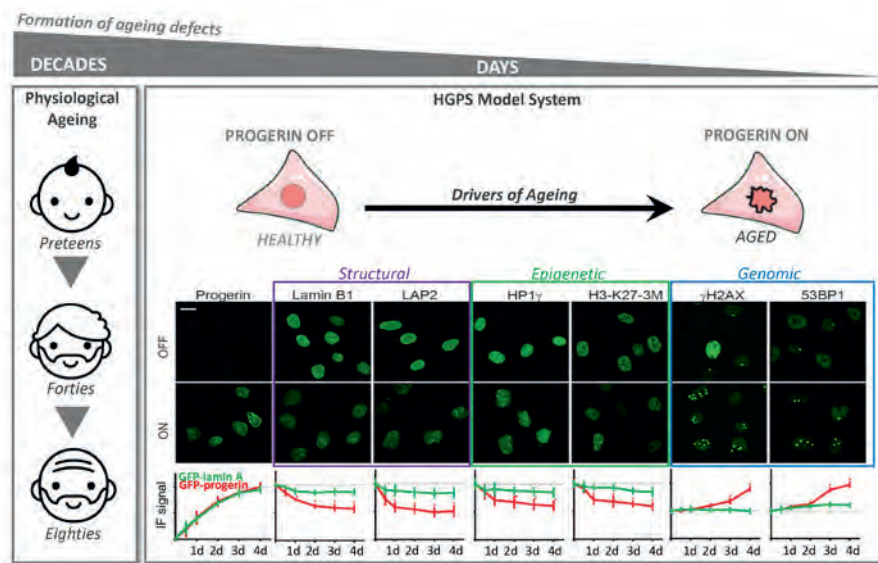 Formation of ageing defects
DECADES
DAYS
Physiological
Ageing
Preteens
Forties
Eighties
HGPS Model System
PROGERIN OFF
PROGERIN ON
Drivers of Ageing
HEALTHY
AGED
Structural
Epigenetic
Genomic
Progerin
Lamin B1
LAP2
HP1γ
H3-K27-3M
γH2AX
53BP1
OFF
ON
GFP-lamin A
GFP-progerin
IF signal
1d 2d 3d 4d
1d 2d 3d 4d
1d 2d 3d 4d
1d 2d 3d 4d
1d 2d 3d 4d
1d 2d 3d 4d
1d 2d 3d 4d